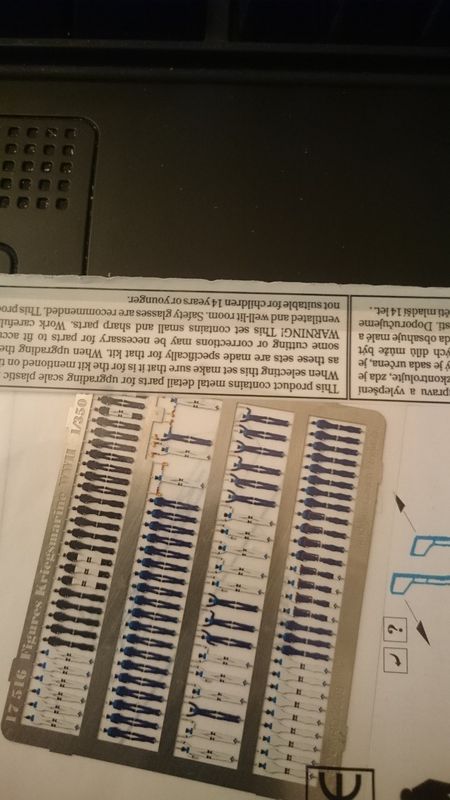 pravu a vylepšení
zkontrolujte, zda je
ý je sada určena, je
ých dílů může být
da obsahuje malé a
sti. Doporučujeme
ěti mladší 14 let.
This product contains metal detail parts for upgrading scale plastic
When selecting this set make sure that it is for the kit mentioned on
as these sets are made specifically for that kit. When upgrading the
some cutting or corrections may be necessary for parts to fit accu
WARNING! This set contains small and sharp parts. Work careful
ventilated and well-lit room. Safety glasses are recommended. This pro
not suitable for children 14 years or younger.
17 516 Figures Kriegsmarine WWII 1/350
?